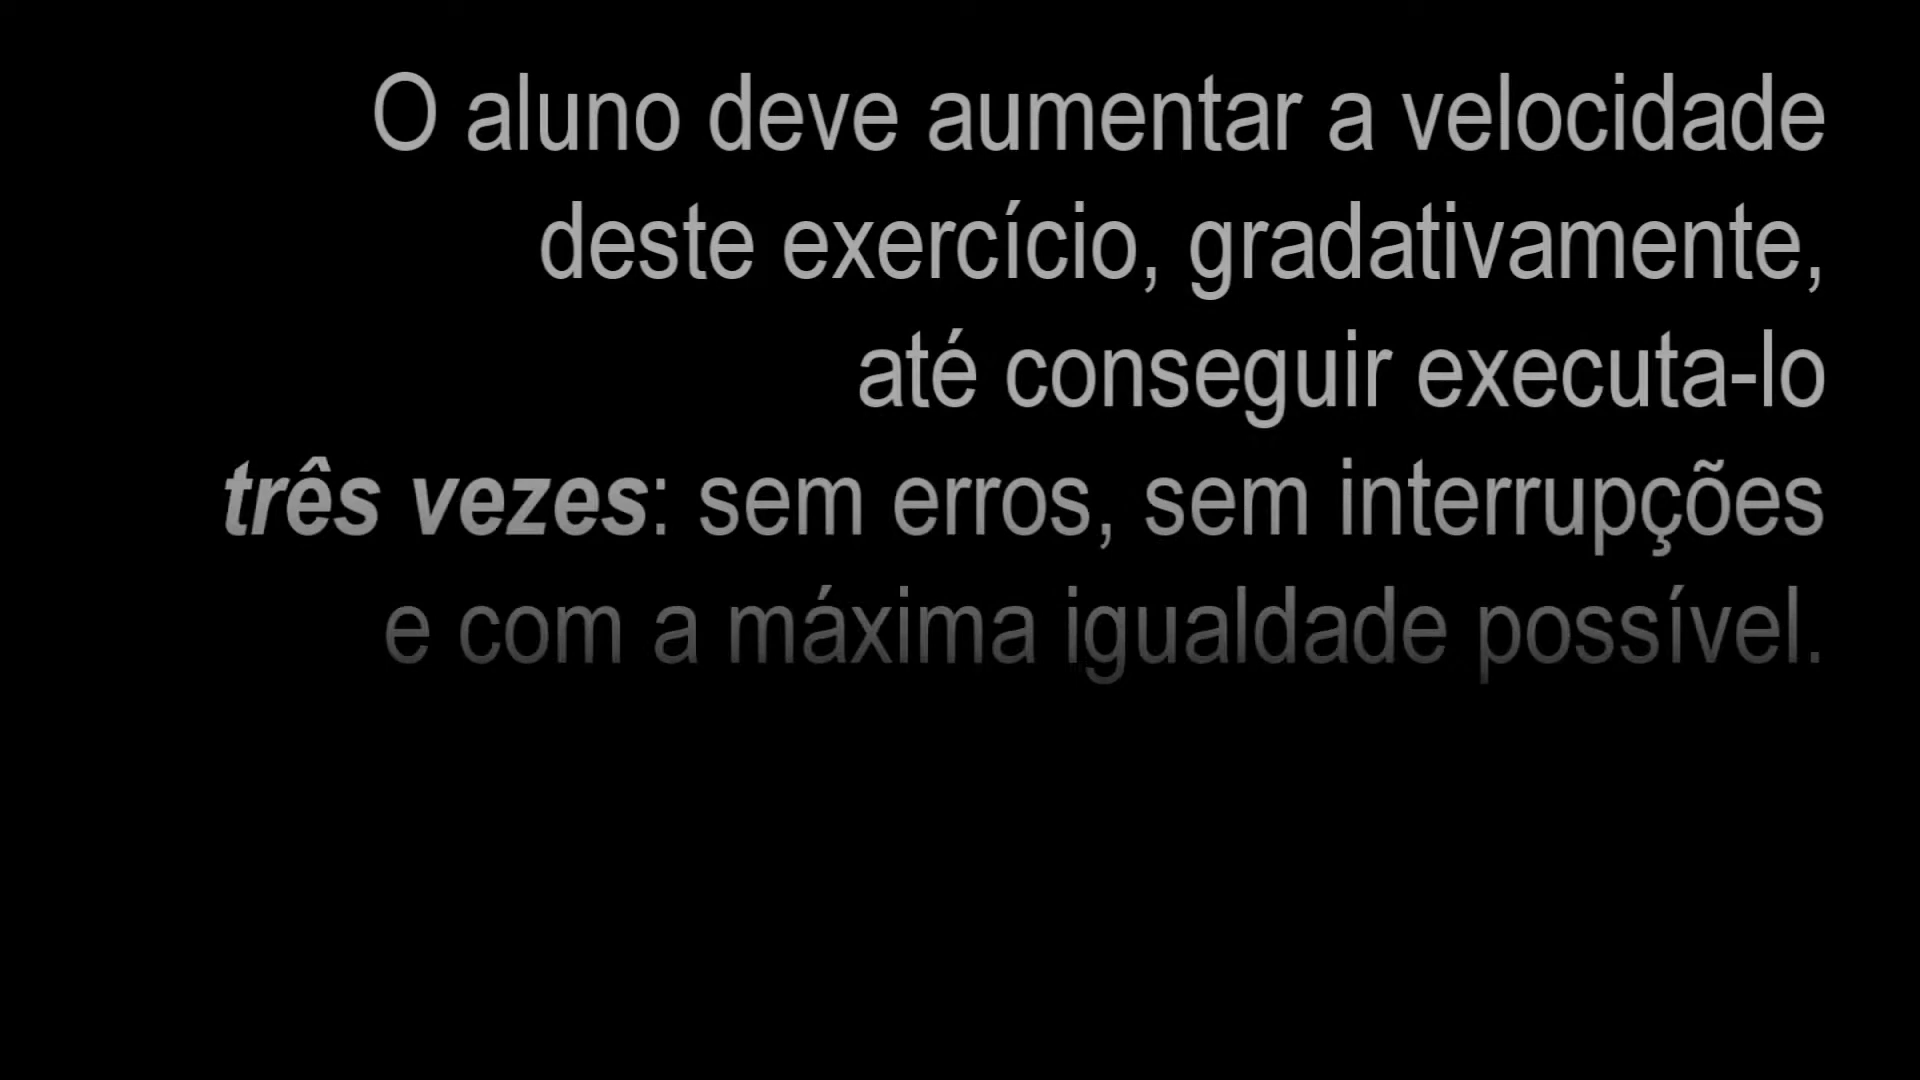 O aluno deve aumentar a velocidade
deste exercício, gradativamente,
até conseguir executa-lo
três vezes: sem erros, sem interrupções
e com a máxima igualdade possível.